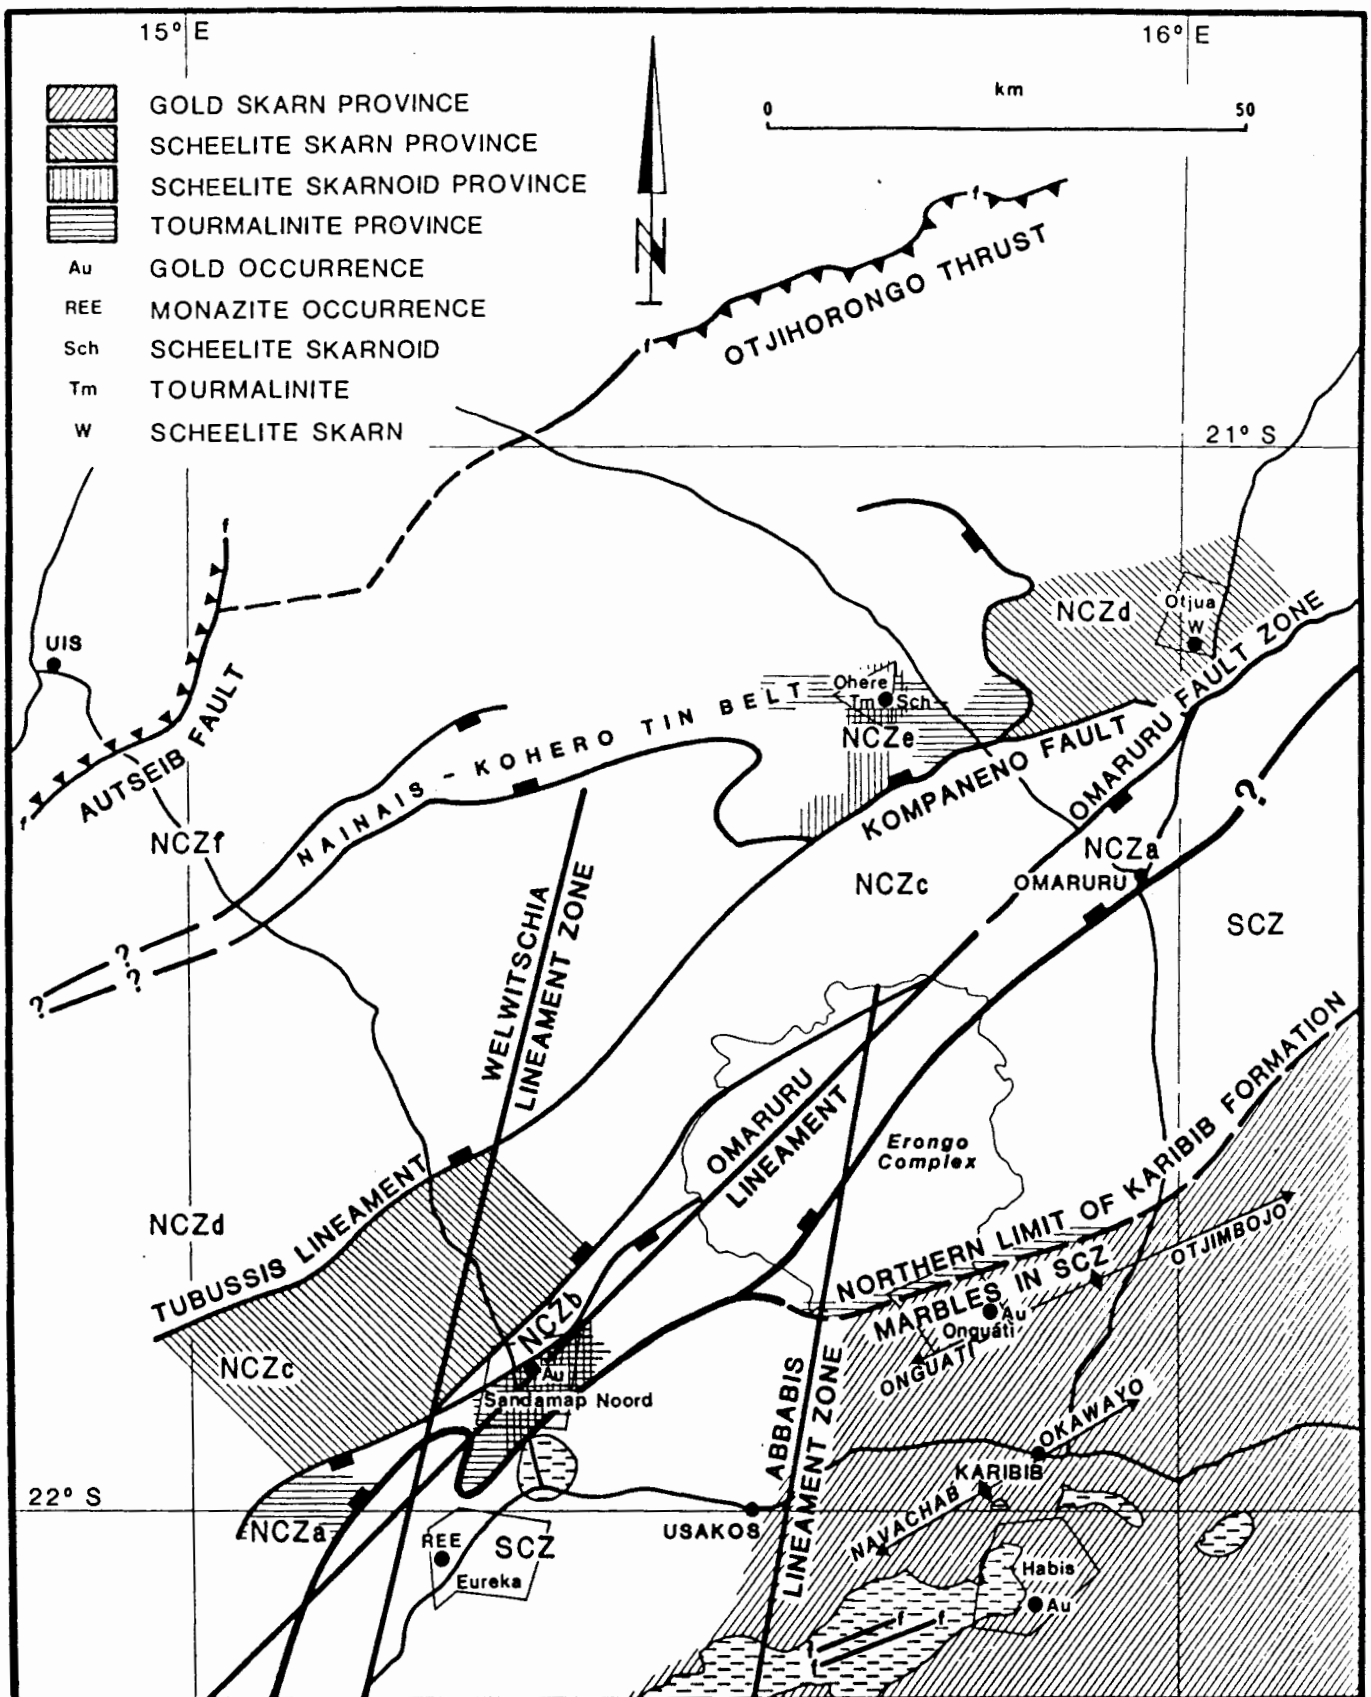 15° E
16° E
GOLD SKARN PROVINCE
SCHEELITE SKARN PROVINCE
SCHEELITE SKARNOID PROVINCE
TOURMALINITE PROVINCE
Au GOLD OCCURRENCE
REE MONAZITE OCCURRENCE
Sch SCHEELITE SKARNOID
Tm TOURMALINITE
W SCHEELITE SKARN
km
0 50
N
f
OTJIHORONGO THRUST
f
21° S
f
UIS
AUTSEIB FAULT
f
NCZf
NAINAIS - KOHERO TIN BELT
Otjua
W
NCZd
OMARURU FAULT ZONE
Ohere
Tm Sch
NCZe
KOMPANENO FAULT
?
NCZa
OMARURU
NCZc
SCZ
?
?
?
WELWITSCHIA
LINEAMENT ZONE
OMARURU
LINEAMENT
Erongo
Complex
NORTHERN LIMIT OF KARIBIB FORMATION
MARBLES IN SCZ
OTJIMBOJO
Au
Onguati
ONGUATI
NCZd
TUBUSSIS LINEAMENT
NCZc
NCZb
Au
Sandamap Noord
ABBABIS
LINEAMENT ZONE
OKAWAYO
KARIBIB
NAVACHAB
22° S
NCZa
USAKOS
REE
SCZ
Eureka
Habis
Au
f f
f
f